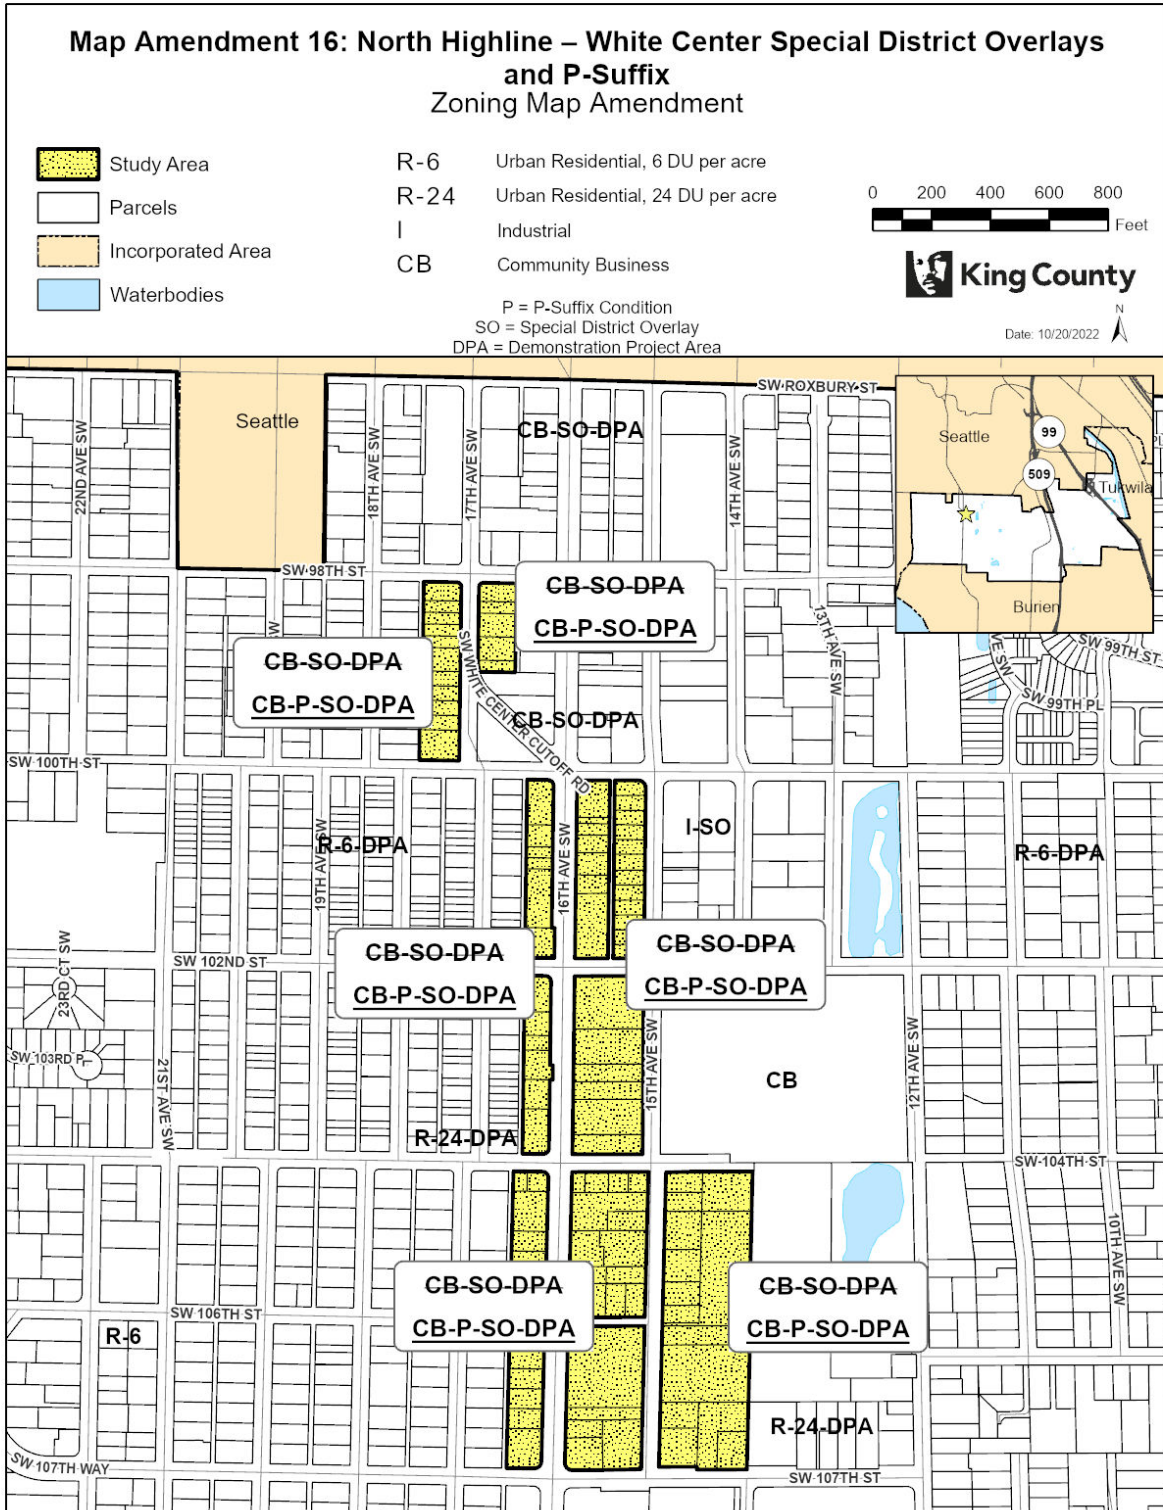 Map Amendment 16: North Highline – White Center Special District Overlays
and P-Suffix
Zoning Map Amendment
Study Area
Parcels
Incorporated Area
Waterbodies
R-6 Urban Residential, 6 DU per acre
R-24 Urban Residential, 24 DU per acre
I Industrial
CB Community Business
P = P-Suffix Condition
SO = Special District Overlay
DPA = Demonstration Project Area
0 200 400 600 800
Feet
King County
N
Date: 10/20/2022
SW ROXBURY ST
Seattle
22ND AVE SW
18TH AVE SW
17TH AVE SW
CB-SO-DPA
14TH AVE SW
Seattle
99
509
Tukwila
Burien
SW 98TH ST
CB-SO-DPA
CB-P-SO-DPA
13TH AVE SW
AVE SW
SW 99TH ST
SW 99TH PL
SW
CB-SO-DPA
CB-P-SO-DPA
SW WHITE CENTER CUTOFF RD
CB-SO-DPA
SW 100TH ST
19TH AVE SW
R-6-DPA
16TH AVE SW
I-SO
R-6-DPA
SW 102ND ST
CB-SO-DPA
CB-P-SO-DPA
CB-SO-DPA
CB-P-SO-DPA
23RD CT SW
SW 103RD PL
21ST AVE SW
15TH AVE SW
CB
12TH AVE SW
R-24-DPA
SW 104TH ST
10TH AVE SW
CB-SO-DPA
CB-P-SO-DPA
CB-SO-DPA
CB-P-SO-DPA
SW 106TH ST
R-6
R-24-DPA
SW 107TH WAY
SW 107TH ST